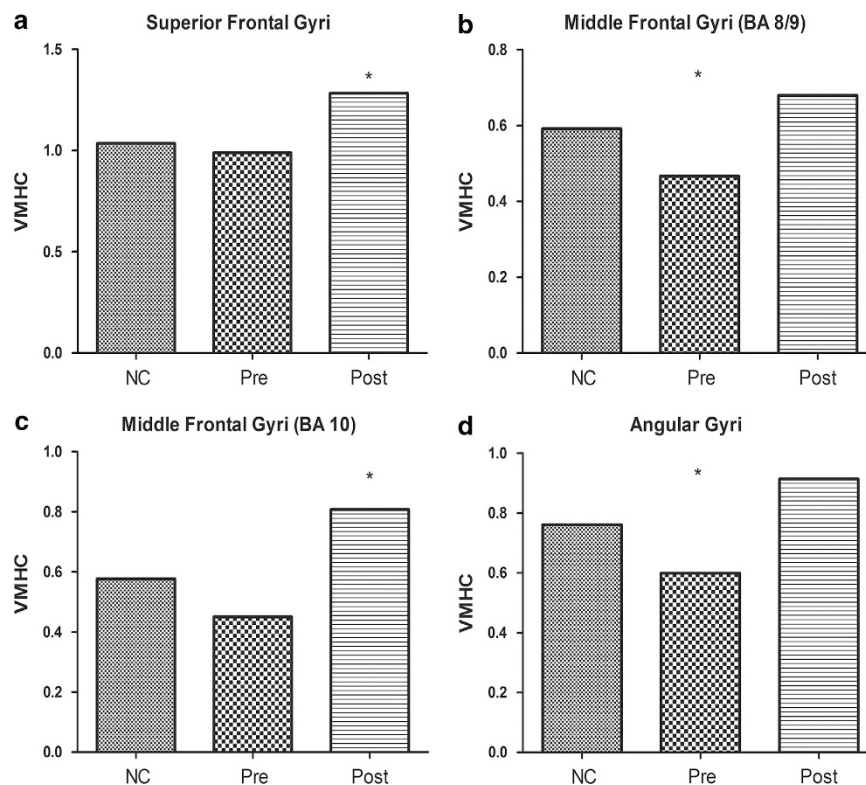 a
Superior Frontal Gyri
VMHC
1.5
1.0
0.5
0.0
*
NC Pre Post
b
Middle Frontal Gyri (BA 8/9)
VMHC
0.8
0.6
0.4
0.2
0.0
*
NC Pre Post
c
Middle Frontal Gyri (BA 10)
VMHC
1.0
0.8
0.6
0.4
0.2
0.0
*
NC Pre Post
d
Angular Gyri
VMHC
1.0
0.8
0.6
0.4
0.2
0.0
*
NC Pre Post